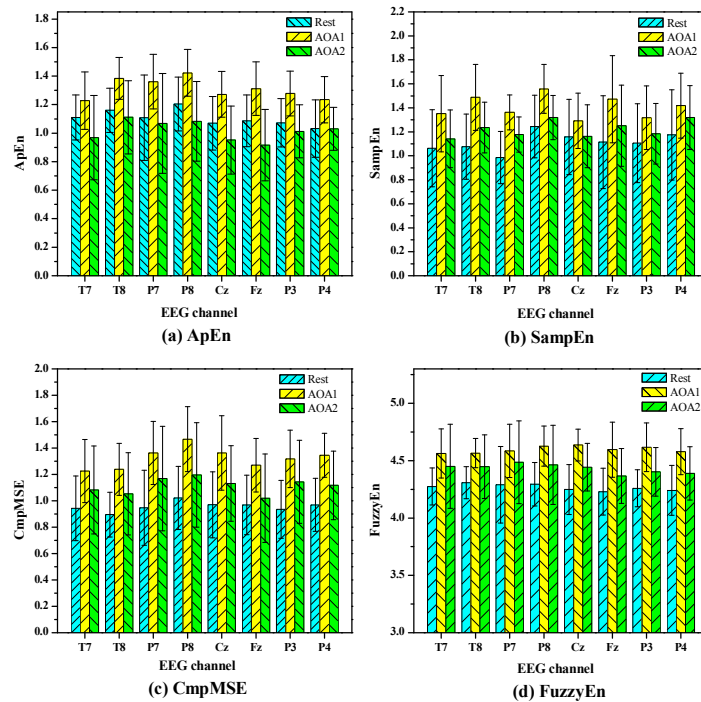 Rest
AOA1
AOA2
1.8
1.6
1.4
1.2
1.0
0.8
0.6
0.4
0.2
0.0
ApEn
T7 T8 P7 P8 Cz Fz P3 P4
EEG channel
(a) ApEn
Rest
AOA1
AOA2
2.2
2.0
1.8
1.6
1.4
1.2
1.0
0.8
0.6
0.4
0.2
0.0
SampEn
T7 T8 P7 P8 Cz Fz P3 P4
EEG channel
(b) SampEn
Rest
AOA1
AOA2
2.0
1.8
1.6
1.4
1.2
1.0
0.8
0.6
0.4
0.2
0.0
CmpMSE
T7 T8 P7 P8 Cz Fz P3 P4
EEG channel
(c) CmpMSE
Rest
AOA1
AOA2
5.0
4.5
4.0
3.5
3.0
FuzzyEn
T7 T8 P7 P8 Cz Fz P3 P4
EEG channel
(d) FuzzyEn